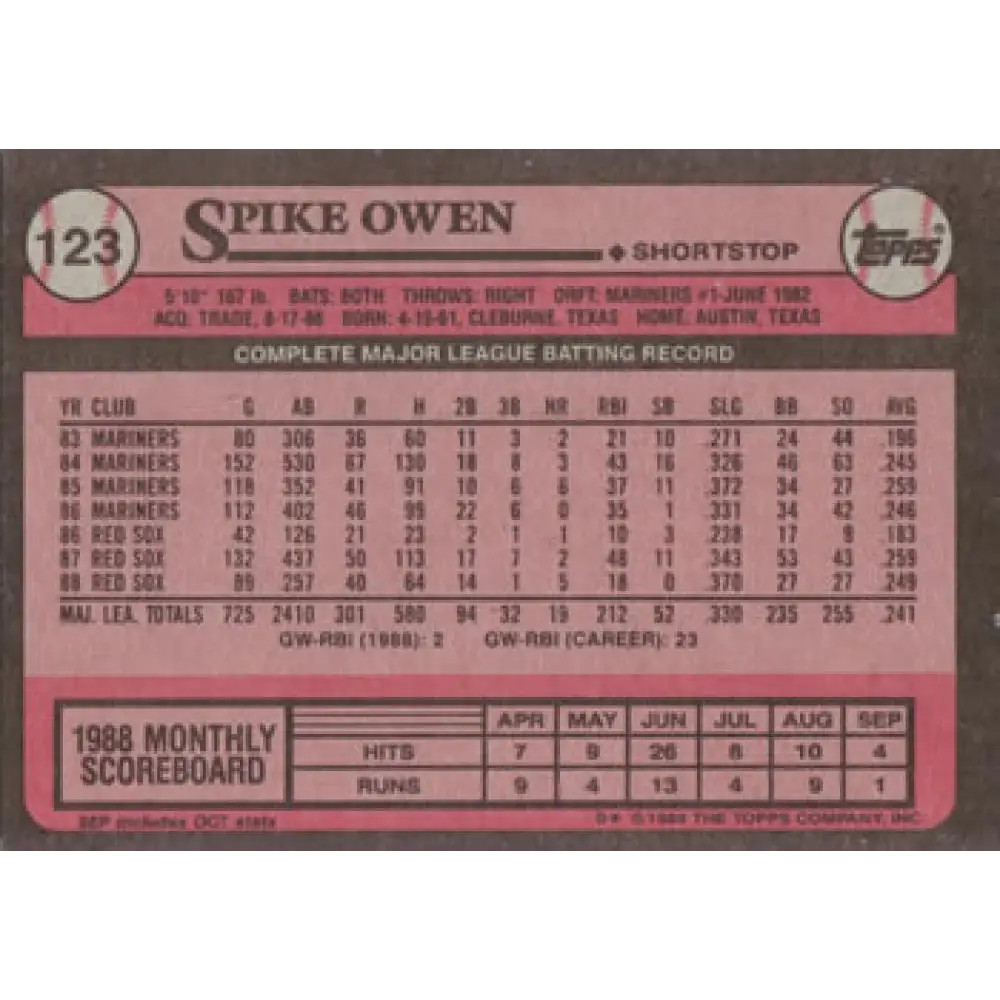 123
SPIKE OWEN
◆ SHORTSTOP
Topps®
5'10" 167 lb. BATS: BOTH THROWS: RIGHT DRFT: MARINERS #1-JUNE 1982
ACQ: TRADE, 8-17-86 BORN: 4-19-61, CLEBURNE, TEXAS HOME: AUSTIN, TEXAS
COMPLETE MAJOR LEAGUE BATTING RECORD
YR CLUB G AB R H 2B 3B HR RBI SB SLG BB SO AVG
83 MARINERS 80 306 36 60 11 3 2 21 10 .271 24 44 .196
84 MARINERS 152 530 67 130 18 8 3 43 16 .326 46 63 .245
85 MARINERS 118 352 41 91 10 6 6 37 11 .372 34 27 .259
86 MARINERS 112 402 46 99 22 6 0 35 1 .331 34 42 .246
86 RED SOX 42 126 21 23 2 1 1 10 3 .238 17 9 .183
87 RED SOX 132 437 50 113 17 7 2 48 11 .343 53 43 .259
88 RED SOX 89 257 40 64 14 1 5 18 0 .370 27 27 .249
MAJ. LEA. TOTALS 725 2410 301 580 94 32 19 212 52 .330 235 255 .241
GW-RBI (1988): 2 GW-RBI (CAREER): 23
1988 MONTHLY SCOREBOARD
APR MAY JUN JUL AUG SEP
HITS 7 9 26 8 10 4
RUNS 9 4 13 4 9 1
SEP includes OCT stats
D* © 1989 THE TOPPS COMPANY, INC.